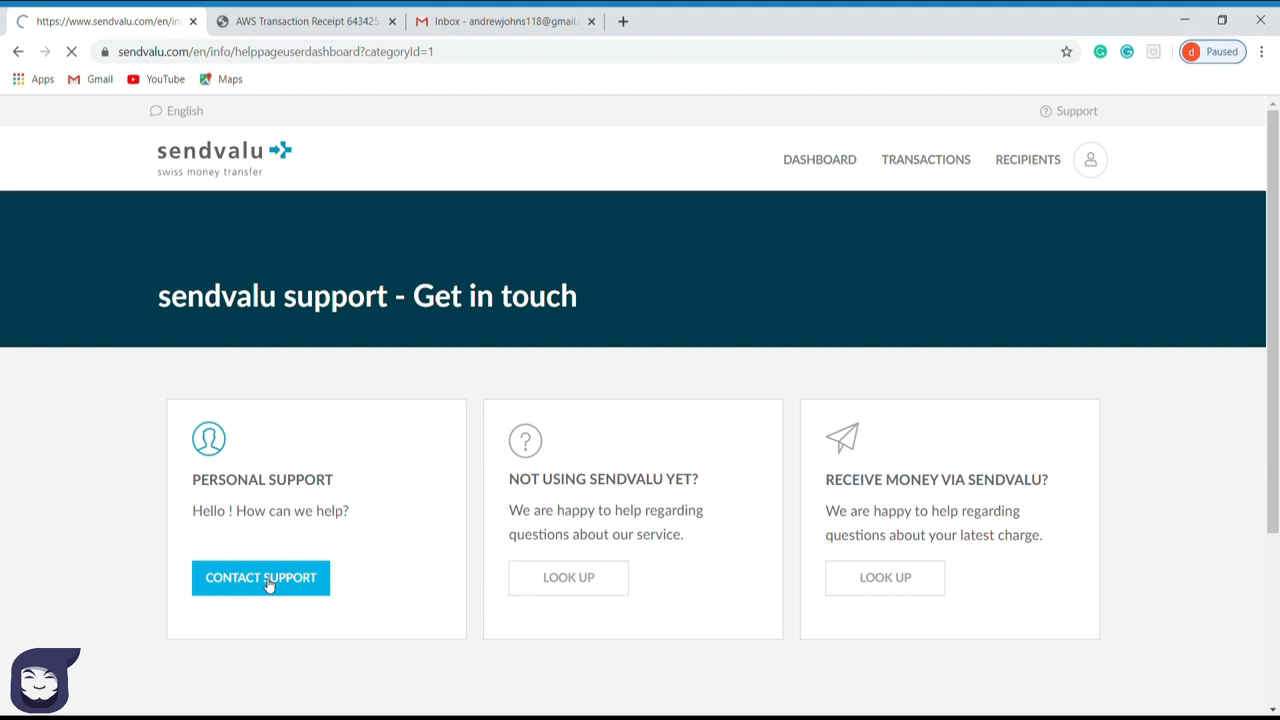 https://www.sendvalu.com/en/in
AWS Transaction Receipt 643425
Inbox - andrewjohns118@gmail.
sendvalu.com/en/info/helppageuserdashboard?categoryId=1
d Paused
Apps Gmail YouTube Maps
English
Support
sendvalu
swiss money transfer
DASHBOARD TRANSACTIONS RECIPIENTS
sendvalu support - Get in touch
PERSONAL SUPPORT
Hello ! How can we help?
CONTACT SUPPORT
NOT USING SENDVALU YET?
We are happy to help regarding
questions about our service.
LOOK UP
RECEIVE MONEY VIA SENDVALU?
We are happy to help regarding
questions about your latest charge.
LOOK UP